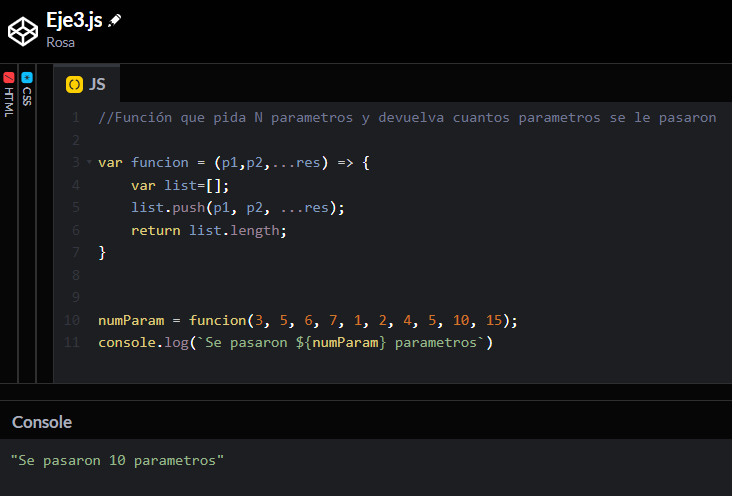 Eje3.js
Rosa
HTML
CSS
JS
1 //Función que pida N parametros y devuelva cuantos parametros se le pasaron
2
3 var funcion = (p1,p2,...res) => {
4     var list=[];
5     list.push(p1, p2, ...res);
6     return list.length;
7 }
8
9
10 numParam = funcion(3, 5, 6, 7, 1, 2, 4, 5, 10, 15);
11 console.log(`Se pasaron ${numParam} parametros`)
Console
"Se pasaron 10 parametros"